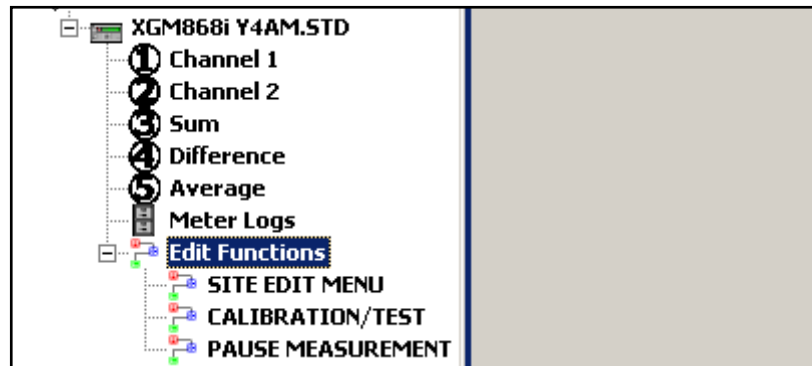 XGM868i Y4AM.STD
1 Channel 1
2 Channel 2
3 Sum
4 Difference
5 Average
Meter Logs
Edit Functions
SITE EDIT MENU
CALIBRATION/TEST
PAUSE MEASUREMENT